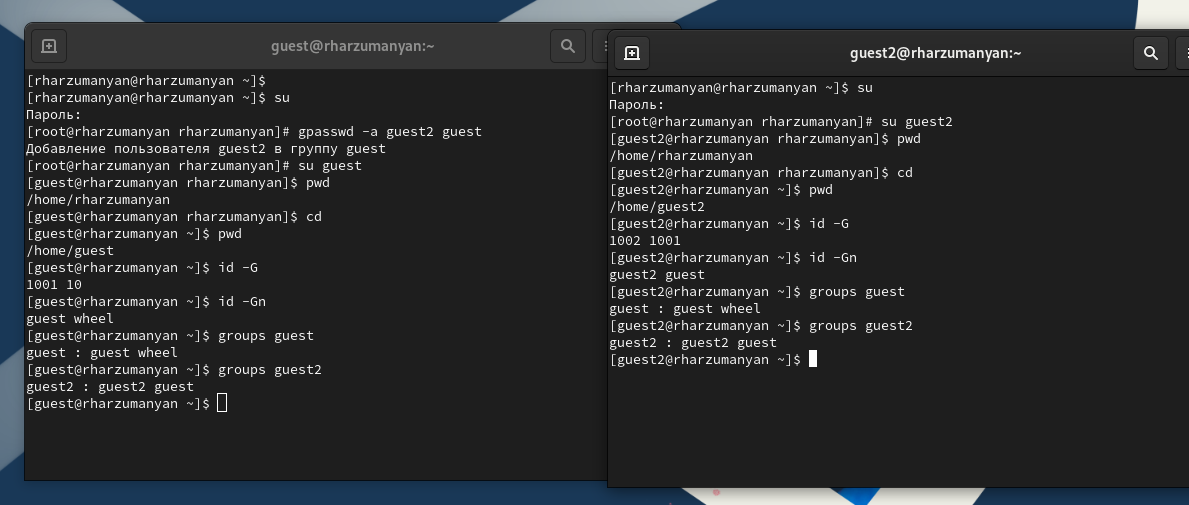 guest@rharzumanyan:~
[rharzumanyan@rharzumanyan ~]$
[rharzumanyan@rharzumanyan ~]$ su
Пароль:
[root@rharzumanyan rharzumanyan]# gpasswd -a guest2 guest
Добавление пользователя guest2 в группу guest
[root@rharzumanyan rharzumanyan]# su guest
[guest@rharzumanyan rharzumanyan]$ pwd
/home/rharzumanyan
[guest@rharzumanyan rharzumanyan]$ cd
[guest@rharzumanyan ~]$ pwd
/home/guest
[guest@rharzumanyan ~]$ id -G
1001 10
[guest@rharzumanyan ~]$ id -Gn
guest wheel
[guest@rharzumanyan ~]$ groups guest
guest : guest wheel
[guest@rharzumanyan ~]$ groups guest2
guest2 : guest2 guest
[guest@rharzumanyan ~]$
guest2@rharzumanyan:~
[rharzumanyan@rharzumanyan ~]$ su
Пароль:
[root@rharzumanyan rharzumanyan]# su guest2
[guest2@rharzumanyan rharzumanyan]$ pwd
/home/rharzumanyan
[guest2@rharzumanyan rharzumanyan]$ cd
[guest2@rharzumanyan ~]$ pwd
/home/guest2
[guest2@rharzumanyan ~]$ id -G
1002 1001
[guest2@rharzumanyan ~]$ id -Gn
guest2 guest
[guest2@rharzumanyan ~]$ groups guest
guest : guest wheel
[guest2@rharzumanyan ~]$ groups guest2
guest2 : guest2 guest
[guest2@rharzumanyan ~]$